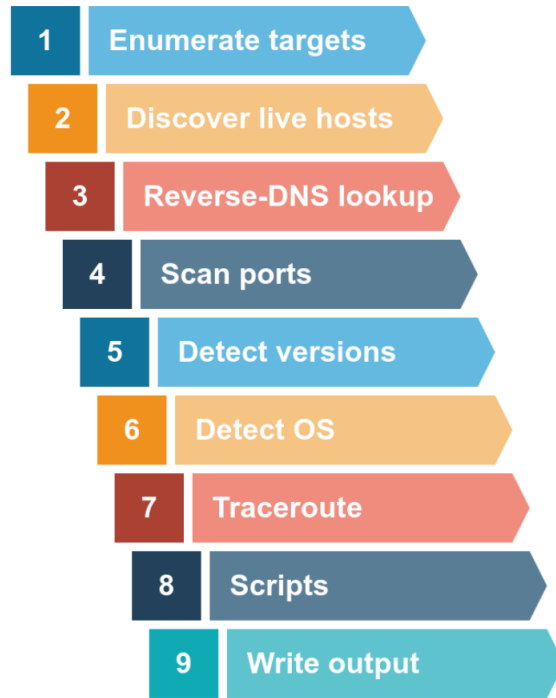 1 Enumerate targets
2 Discover live hosts
3 Reverse-DNS lookup
4 Scan ports
5 Detect versions
6 Detect OS
7 Traceroute
8 Scripts
9 Write output